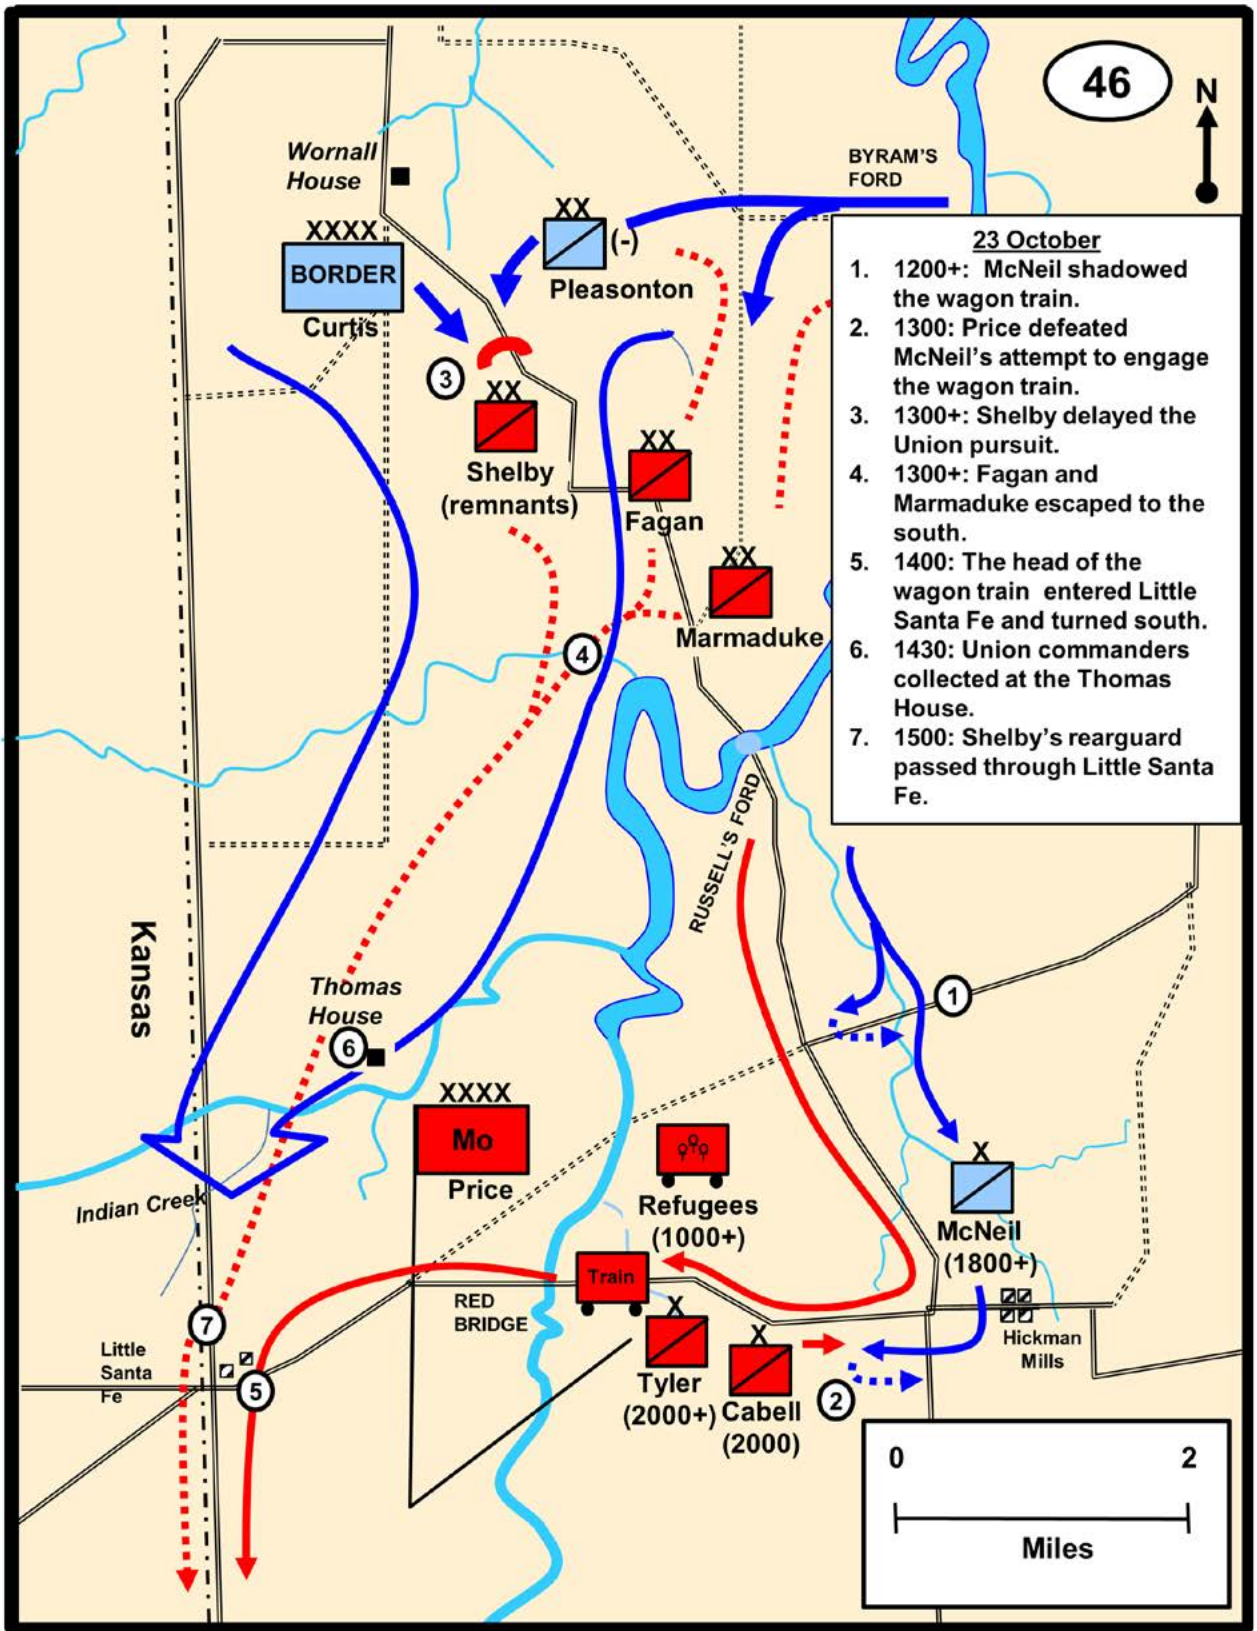 46
N
Wornall
House
BYRAM'S
FORD
XX
(-)
Pleasonton
XXXX
BORDER
Curtis
23 October
1. 1200+: McNeil shadowed
the wagon train.
2. 1300: Price defeated
McNeil's attempt to engage
the wagon train.
3. 1300+: Shelby delayed the
Union pursuit.
4. 1300+: Fagan and
Marmaduke escaped to the
south.
5. 1400: The head of the
wagon train entered Little
Santa Fe and turned south.
6. 1430: Union commanders
collected at the Thomas
House.
7. 1500: Shelby's rearguard
passed through Little Santa
Fe.
3
XX
Shelby
(remnants)
XX
Fagan
XX
Marmaduke
4
RUSSELL'S FORD
Kansas
Thomas
House
6
1
XXXX
Mo
Price
Refugees
(1000+)
X
McNeil
(1800+)
Indian Creek
Train
RED
BRIDGE
7
Little
Santa
Fe
5
X
Tyler
(2000+)
X
Cabell
(2000)
2
Hickman
Mills
0 2
Miles